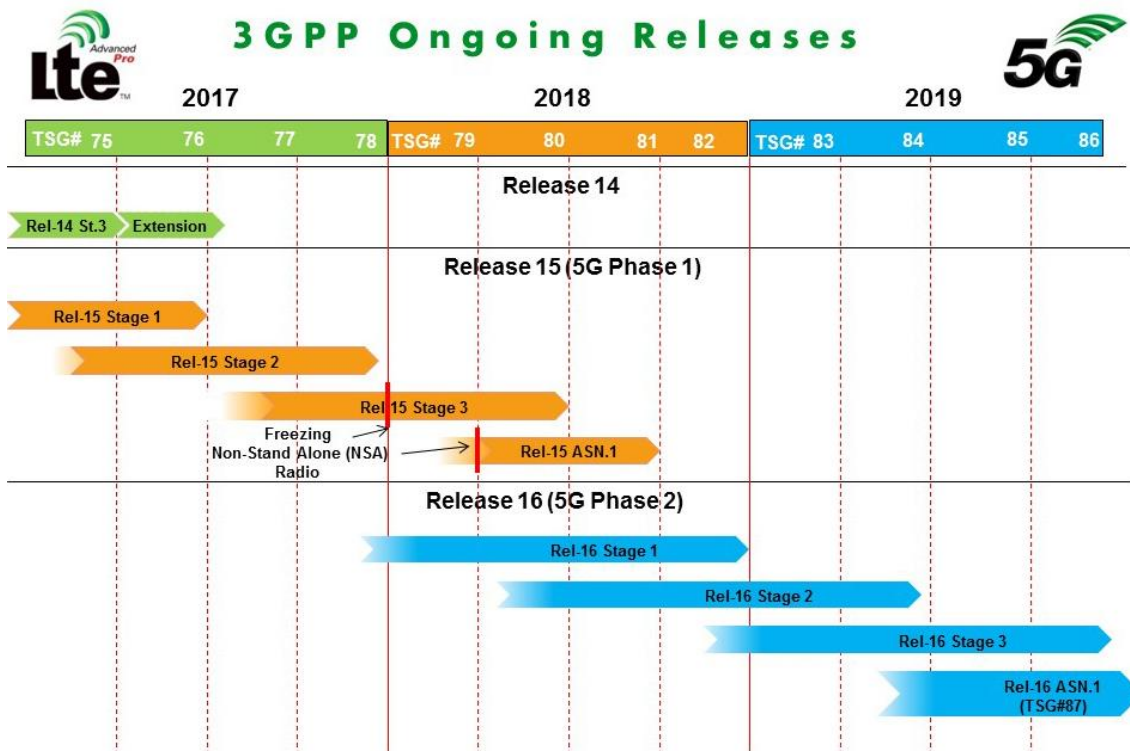 3GPP Ongoing Releases
Advanced
Pro
Lte
TM
5G
2017
2018
2019
TSG# 75 76 77 78
TSG# 79 80 81 82
TSG# 83 84 85 86
Release 14
Rel-14 St.3
Extension
Release 15 (5G Phase 1)
Rel-15 Stage 1
Rel-15 Stage 2
Rel-15 Stage 3
Freezing
Non-Stand Alone (NSA)
Radio
Rel-15 ASN.1
Release 16 (5G Phase 2)
Rel-16 Stage 1
Rel-16 Stage 2
Rel-16 Stage 3
Rel-16 ASN.1
(TSG#87)